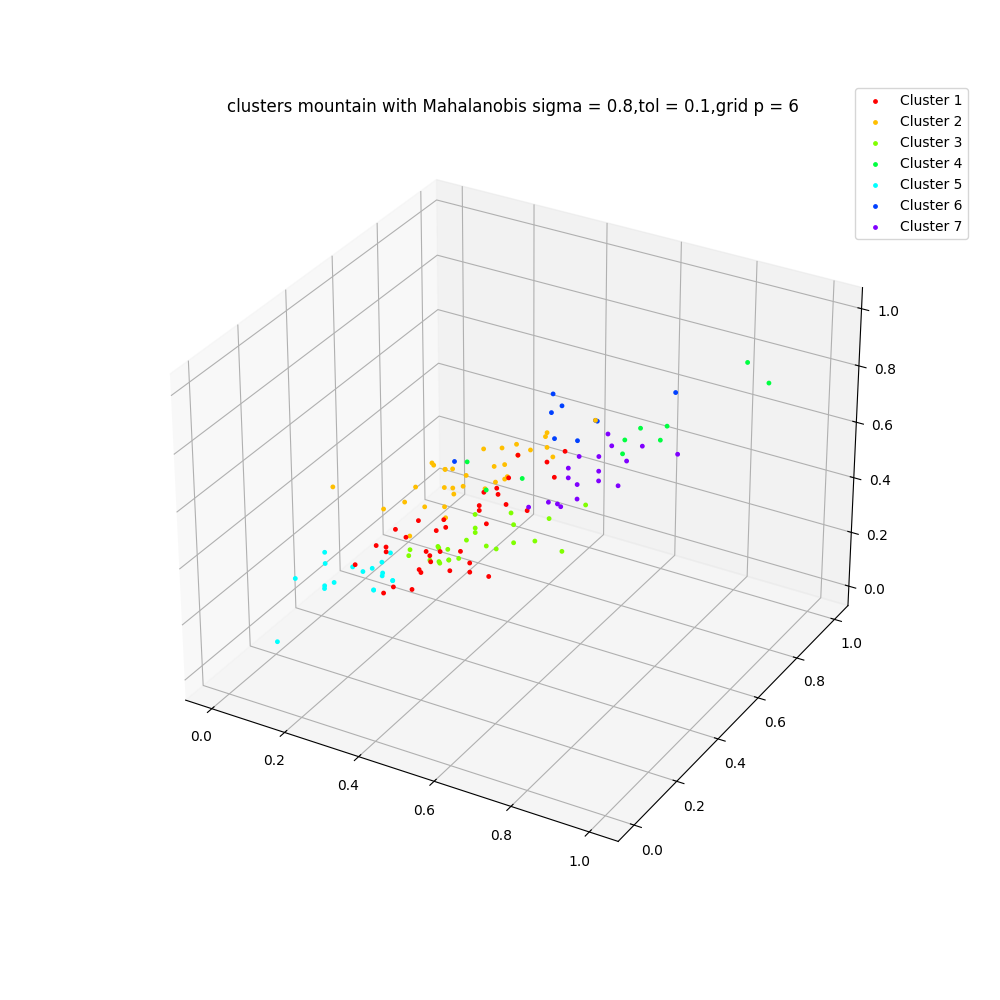 clusters mountain with Mahalanobis sigma = 0.8,tol = 0.1,grid p = 6
Cluster 1
Cluster 2
Cluster 3
Cluster 4
Cluster 5
Cluster 6
Cluster 7
1.0
0.8
0.6
0.4
0.2
0.0
1.0
0.8
0.6
0.4
0.2
0.0
0.0
0.2
0.4
0.6
0.8
1.0